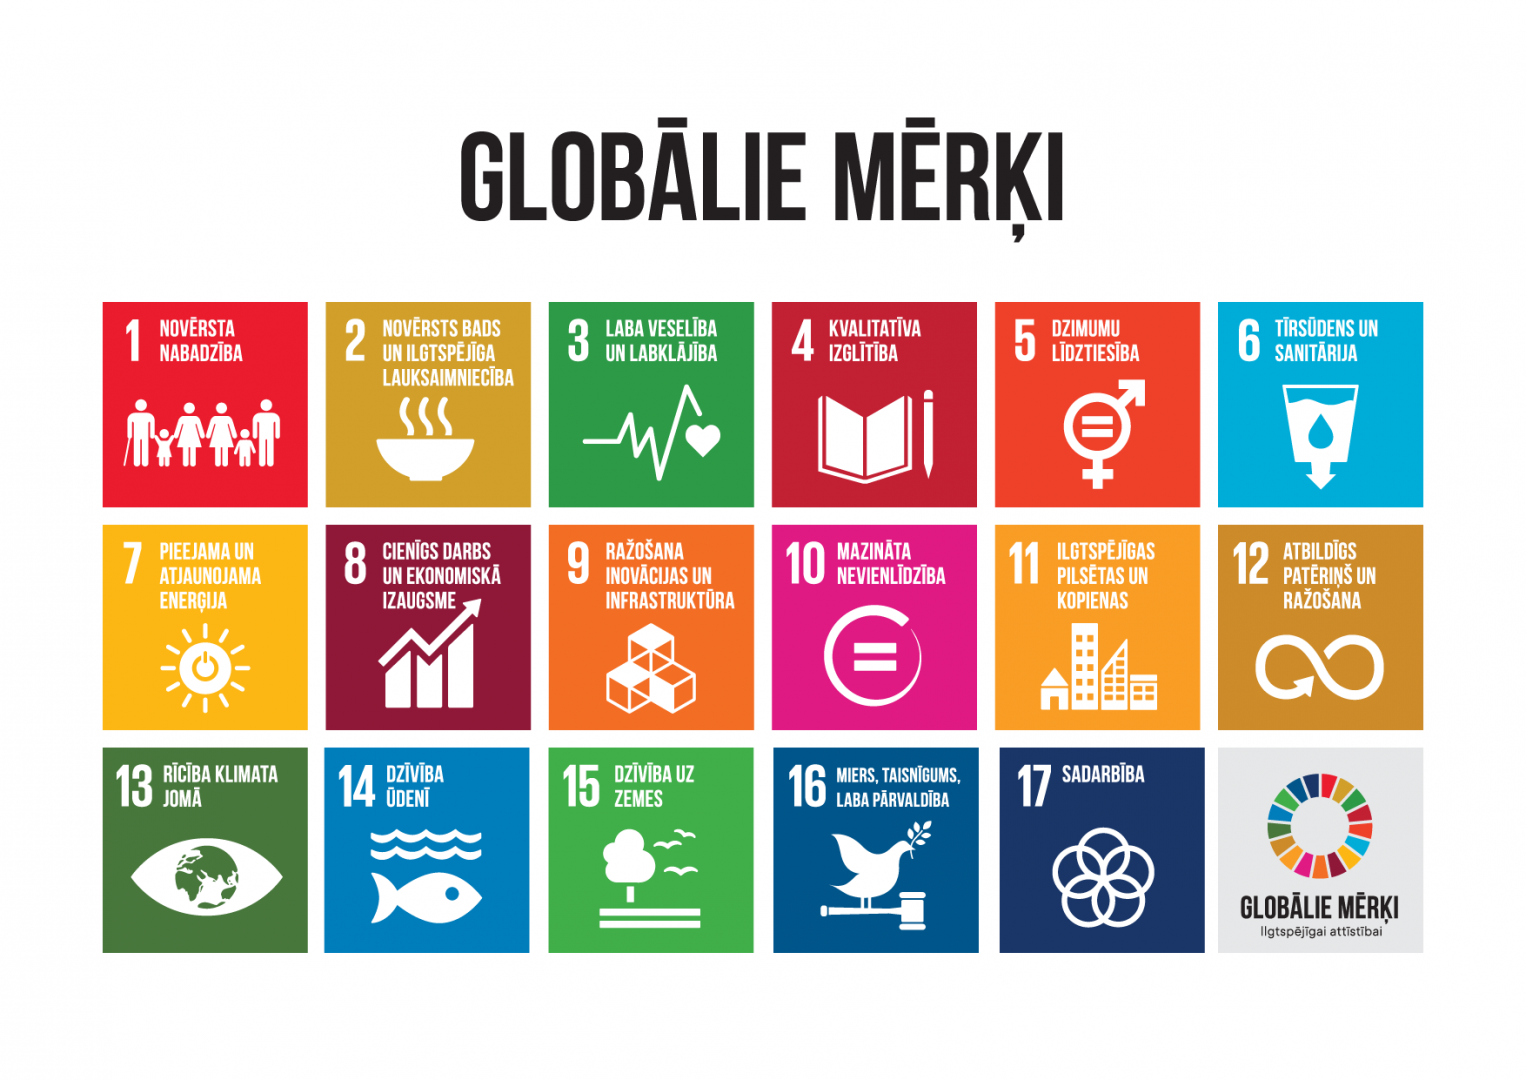 GLOBĀLIE MĒRĶI
1 NOVĒRSTA
NABADZĪBA
2 NOVĒRSTS BADS
UN ILGTSPĒJĪGA
LAUKSAIMNIECĪBA
3 LABA VESELĪBA
UN LABKLĀJĪBA
4 KVALITATĪVA
IZGLĪTĪBA
5 DZIMUMU
LĪDZTIESĪBA
6 TĪRSŪDENS UN
SANITĀRIJA
7 PIEEJAMA UN
ATJAUNOJAMA
ENERĢIJA
8 CIENĪGS DARBS
UN EKONOMISKĀ
IZAUGSME
9 RAŽOŠANA
INOVĀCIJAS UN
INFRASTRUKTŪRA
10 MAZINĀTA
NEVIENLĪDZĪBA
11 ILGTSPĒJĪGAS
PILSĒTAS UN
KOPIENAS
12 ATBILDĪGS
PATĒRIŅŠ UN
RAŽOŠANA
13 RĪCĪBA KLIMATA
JOMĀ
14 DZĪVĪBA
ŪDENĪ
15 DZĪVĪBA UZ
ZEMES
16 MIERS, TAISNĪGUMS,
LABA PĀRVALDĪBA
17 SADARBĪBA
GLOBĀLIE MĒRĶI
Ilgtspējīgai attīstībai